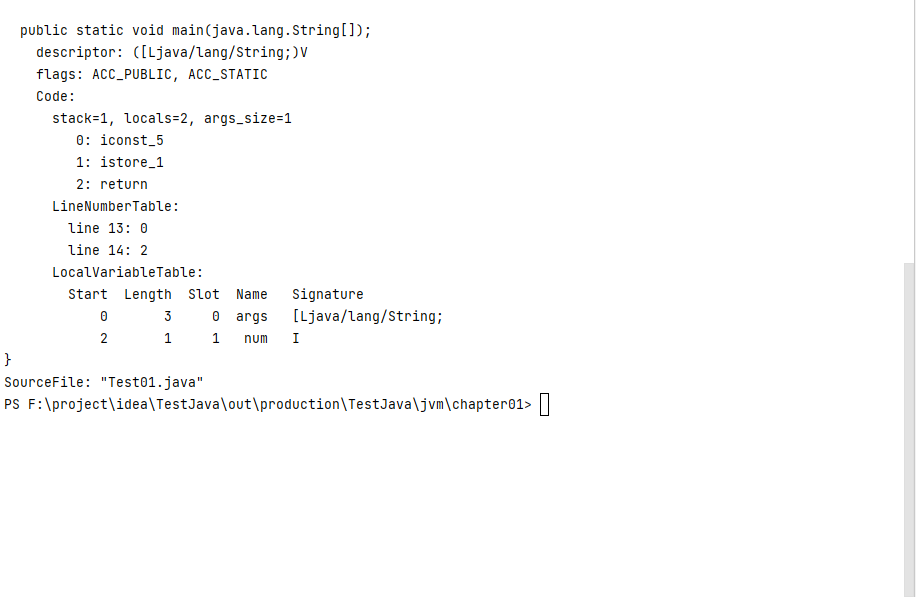 public static void main(java.lang.String[]);
descriptor: ([Ljava/lang/String;)V
flags: ACC_PUBLIC, ACC_STATIC
Code:
stack=1, locals=2, args_size=1
0: iconst_5
1: istore_1
2: return
LineNumberTable:
line 13: 0
line 14: 2
LocalVariableTable:
Start  Length  Slot  Name   Signature
0       3     0  args   [Ljava/lang/String;
2       1     1   num   I
}
SourceFile: "Test01.java"
PS F:\project\idea\TestJava\out\production\TestJava\jvm\chapter01>